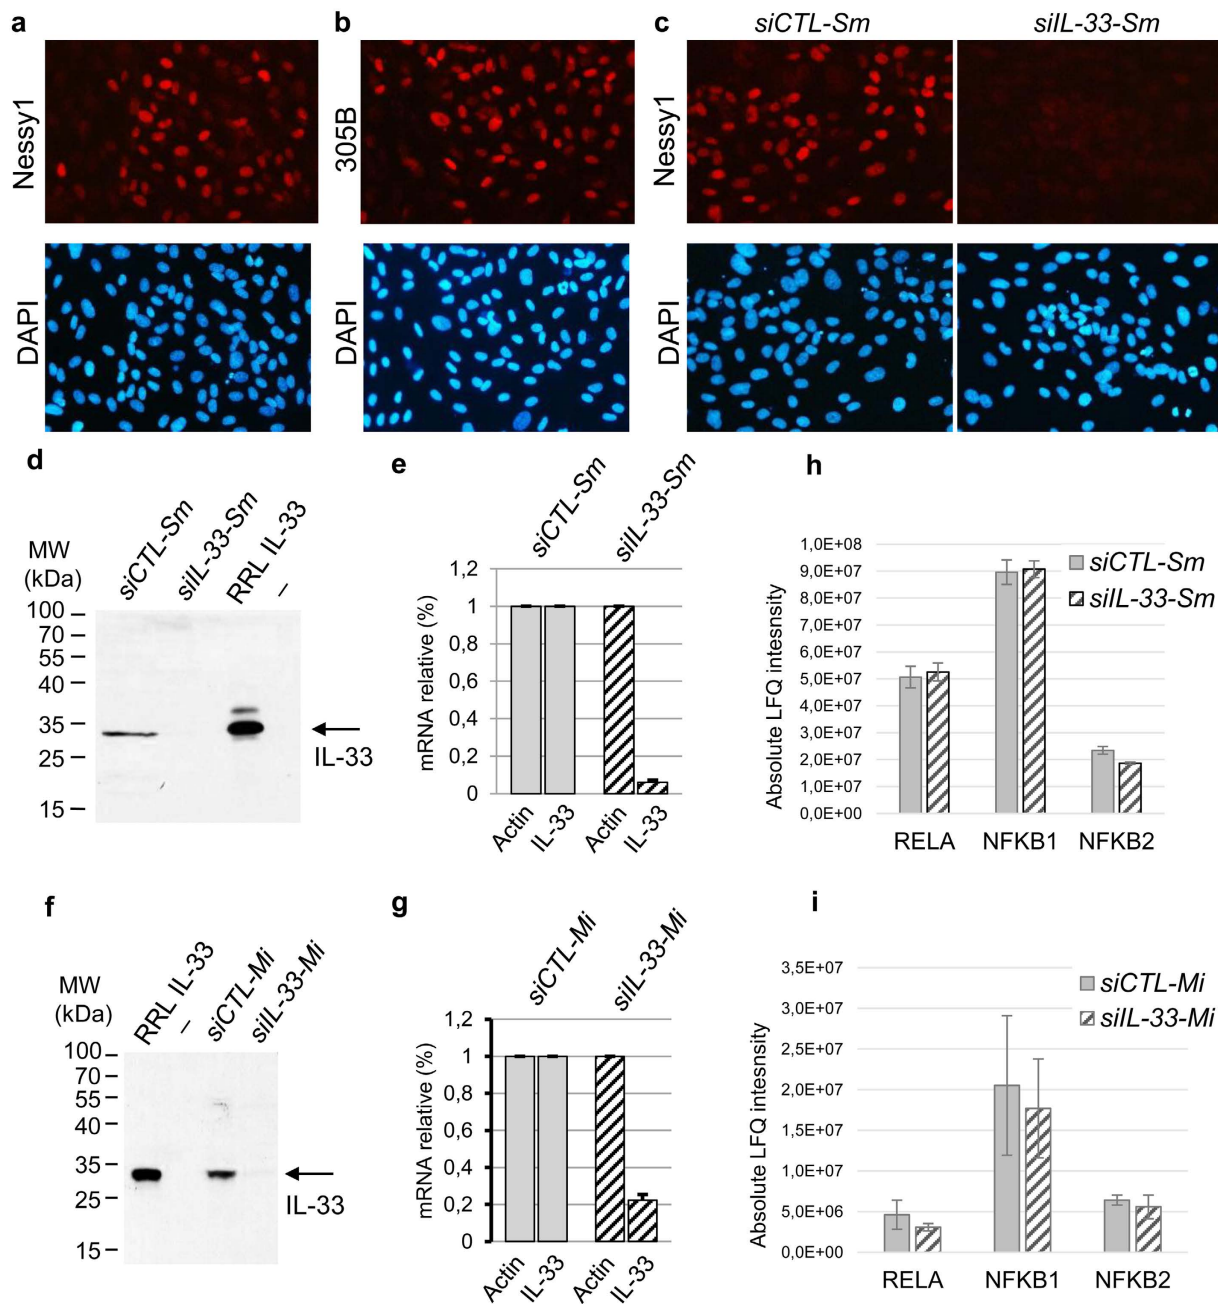 a
b
c
siCTL-Sm
siIL-33-Sm
Nessy1
305B
Nessy1
DAPI
DAPI
DAPI
d
MW
(kDa)
siCTL-Sm
siIL-33-Sm
RRL IL-33
–
100
70
55
40
35
25
15
IL-33
e
siCTL-Sm
siIL-33-Sm
mRNA relative (%)
1,2
1
0,8
0,6
0,4
0,2
0
Actin
IL-33
Actin
IL-33
h
Absolute LFQ intesnsity
1,0E+08
9,0E+07
8,0E+07
7,0E+07
6,0E+07
5,0E+07
4,0E+07
3,0E+07
2,0E+07
1,0E+07
0,0E+00
siCTL-Sm
siIL-33-Sm
RELA NFKB1 NFKB2
f
MW
(kDa)
RRL IL-33
–
siCTL-Mi
siIL-33-Mi
100
70
55
40
35
25
15
IL-33
g
siCTL-Mi
siIL-33-Mi
mRNA relative (%)
1,2
1
0,8
0,6
0,4
0,2
0
Actin
IL-33
Actin
IL-33
i
Absolute LFQ intesnsity
3,5E+07
3,0E+07
2,5E+07
2,0E+07
1,5E+07
1,0E+07
5,0E+06
0,0E+00
siCTL-Mi
siIL-33-Mi
RELA NFKB1 NFKB2